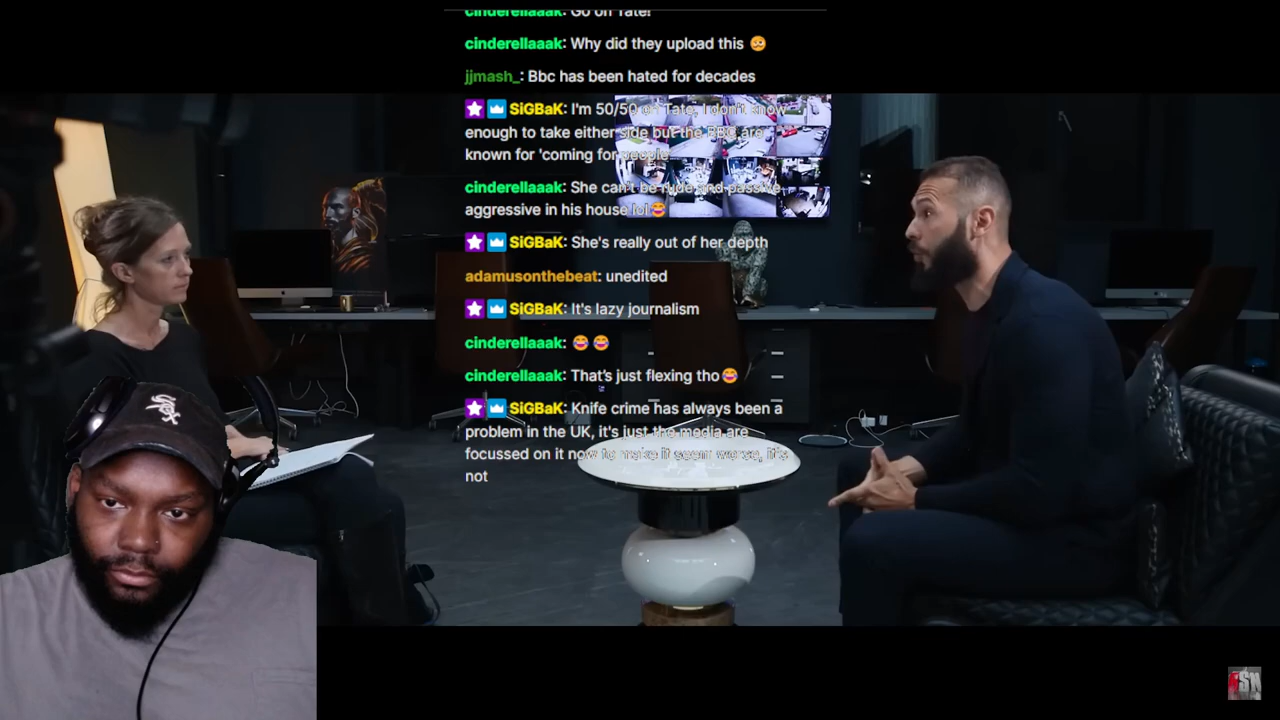 cinderellaaak: Go on Tate!
cinderellaaak: Why did they upload this 🥺
jjmash_: Bbc has been hated for decades
SiGBaK: I'm 50/50 on Tate, I don't know
enough to take either side but the BBC are
known for 'coming for people
cinderellaaak: She can't be rude and passive
aggressive in his house lol😂
SiGBaK: She's really out of her depth
adamusonthebeat: unedited
SiGBaK: It's lazy journalism
cinderellaaak: 😂 😂
cinderellaaak: That's just flexing tho😂
SiGBaK: Knife crime has always been a
problem in the UK, it's just the media are
focussed on it now to make it seem worse, it's
not